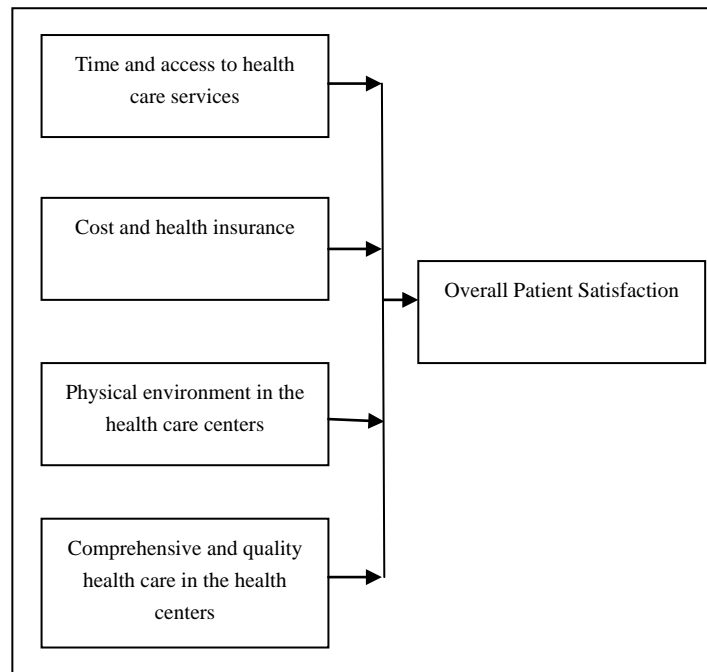 Time and access to health
care services
Cost and health insurance
Overall Patient Satisfaction
Physical environment in the
health care centers
Comprehensive and quality
health care in the health
centers